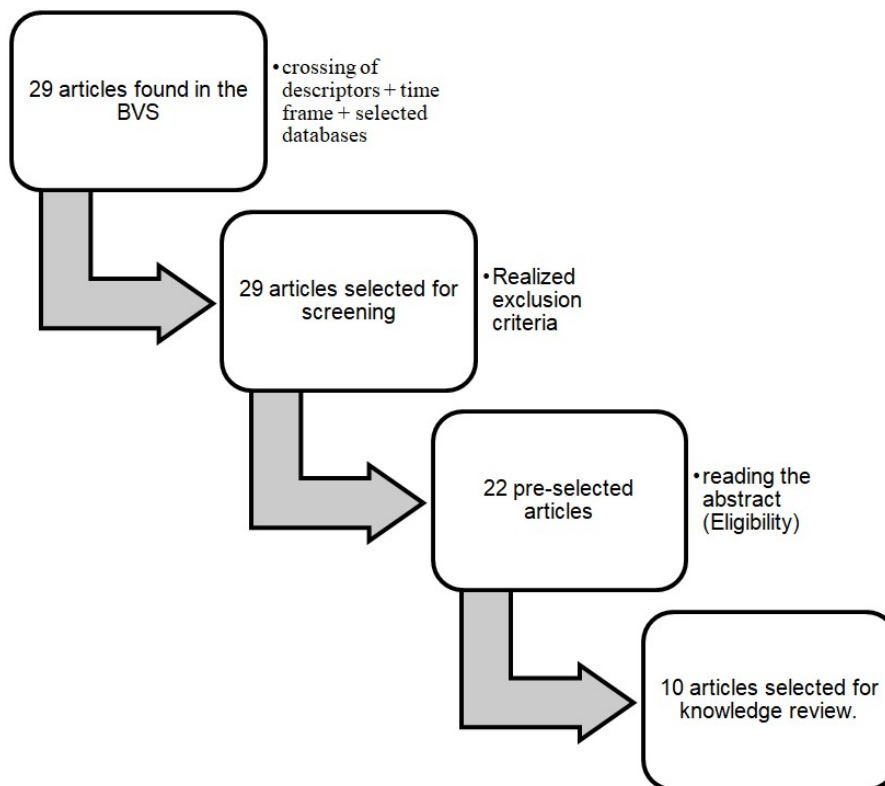 29 articles found in the
BVS
•crossing of
descriptors + time
frame + selected
databases
29 articles selected for
screening
•Realized
exclusion
criteria
22 pre-selected
articles
•reading the
abstract
(Eligibility)
10 articles selected for
knowledge review.